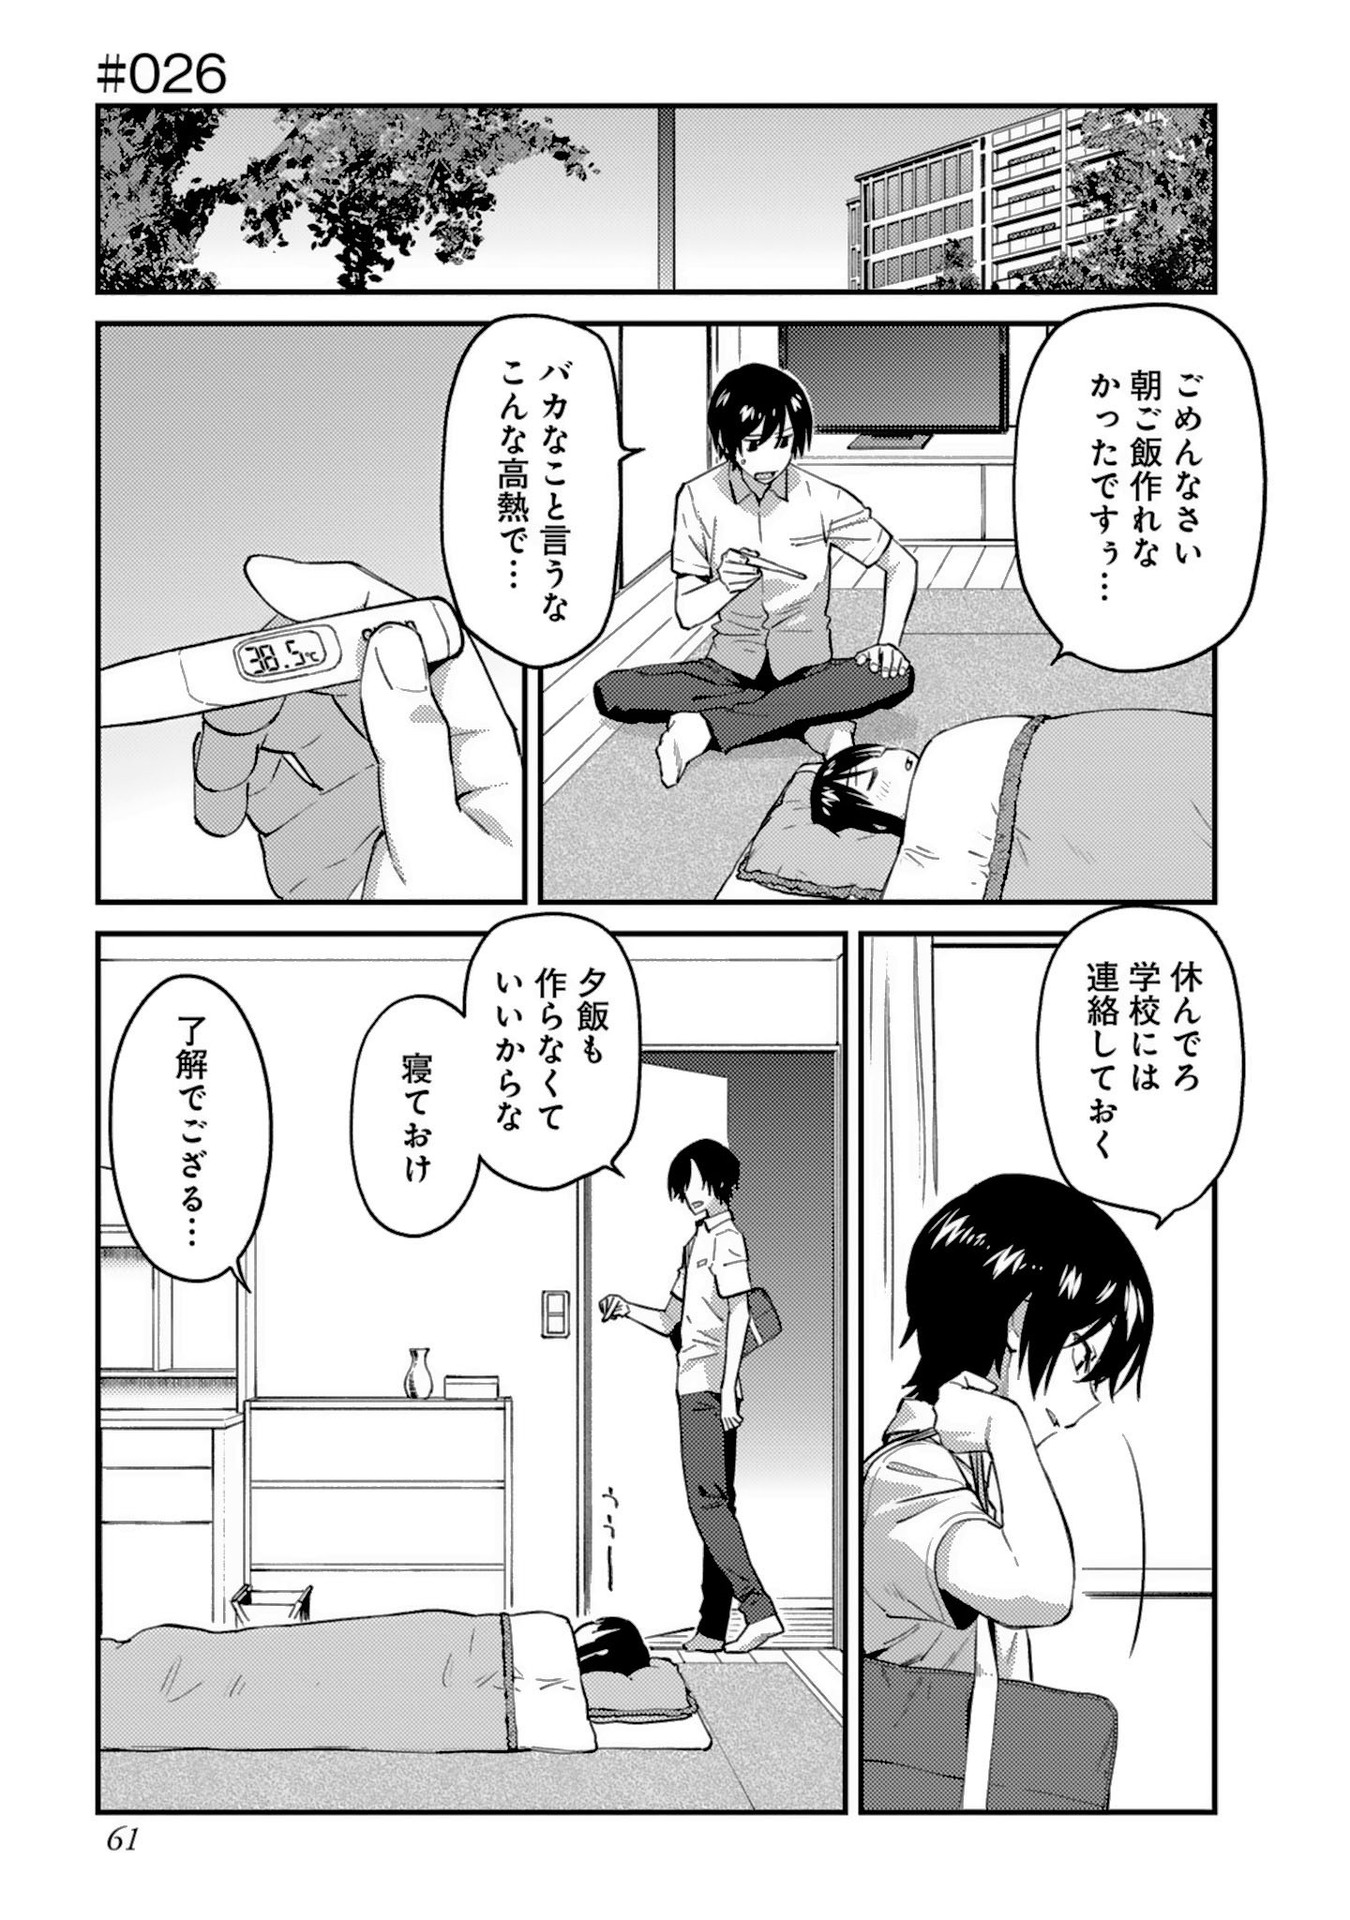 #026
ごめんなさい
朝ご飯作れな
かったですぅ…
バカなこと言うな
こんな高熱で…
38.5℃
休んでろ
学校には
連絡しておく
夕飯も
作らなくて
いいからな
寝ておけ
うううー
了解でござる…
61